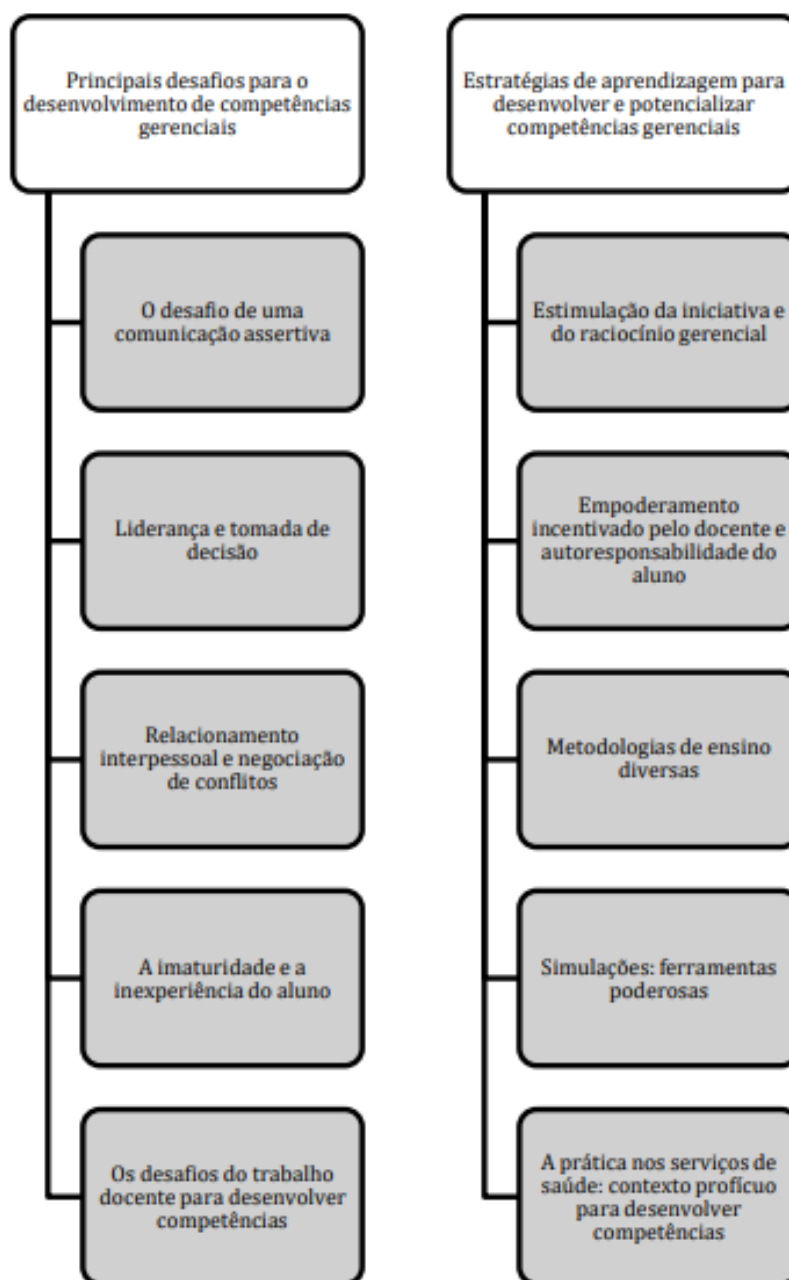 Principais desafios para o
desenvolvimento de competências
gerenciais
O desafio de uma
comunicação assertiva
Liderança e tomada de
decisão
Relacionamento
interpessoal e negociação
de conflitos
A imaturidade e a
inexperiência do aluno
Os desafios do trabalho
docente para desenvolver
competências
Estratégias de aprendizagem para
desenvolver e potencializar
competências gerenciais
Estimulação da iniciativa e
do raciocínio gerencial
Empoderamento
incentivado pelo docente e
autoresponsabilidade do
aluno
Metodologias de ensino
diversas
Simulações: ferramentas
poderosas
A prática nos serviços de
saúde: contexto profícuo
para desenvolver
competências